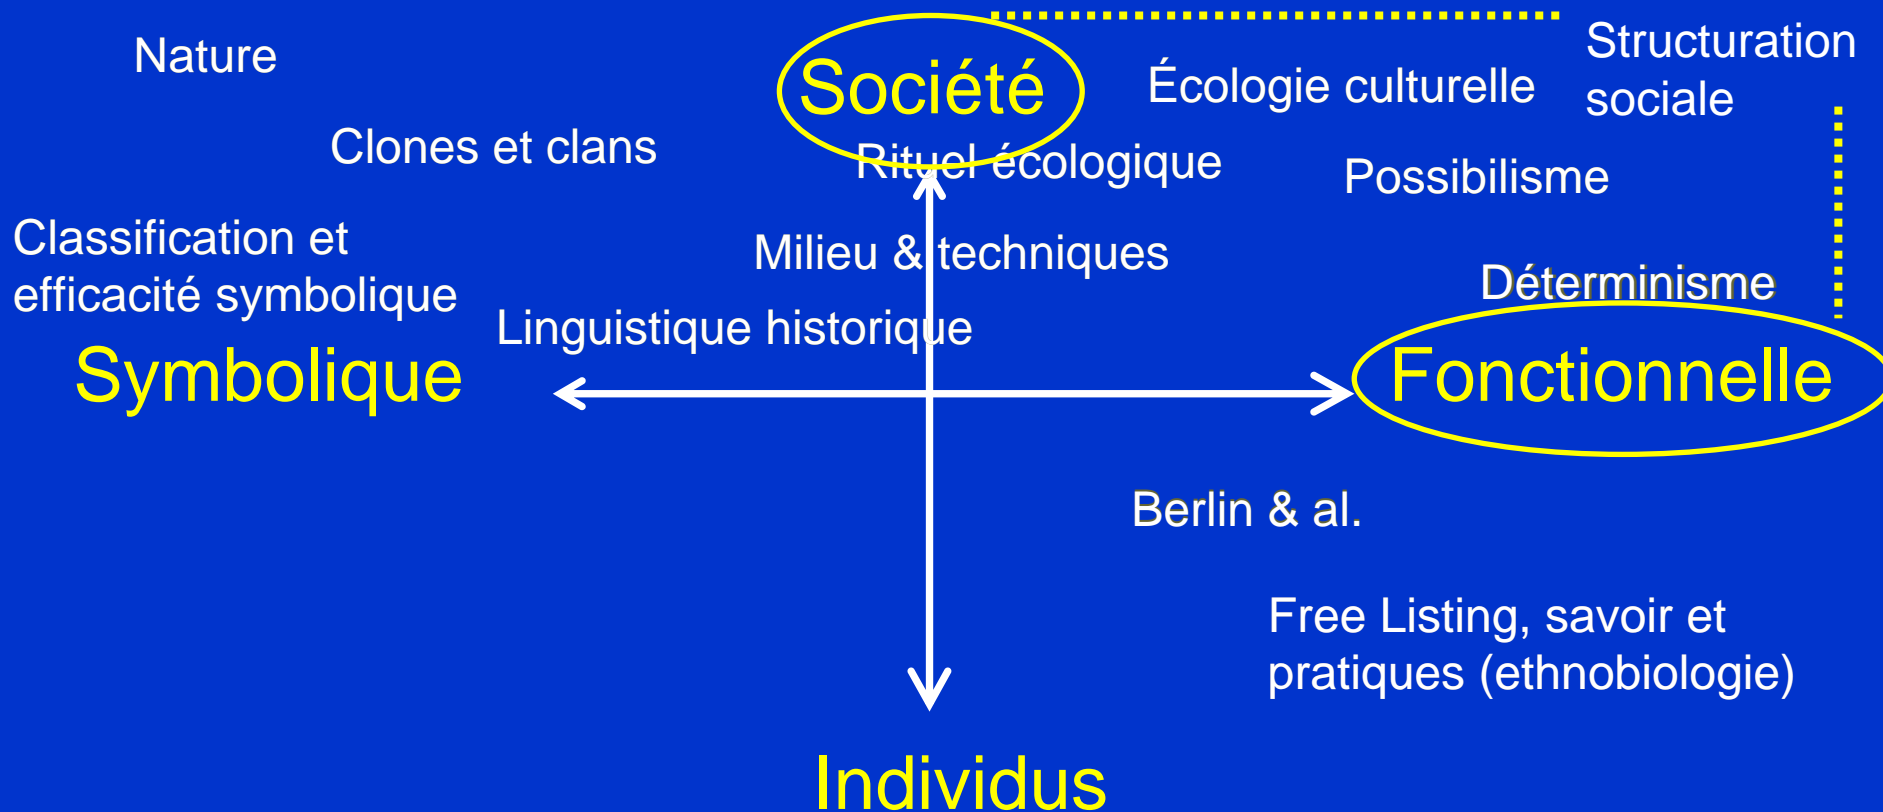 Nature
Société
Écologie culturelle
Structuration
sociale
Clones et clans
Rituel écologique
Possibilisme
Classification et
efficacité symbolique
Milieu & techniques
Déterminisme
Linguistique historique
Symbolique
Fonctionnelle
Berlin & al.
Free Listing, savoir et
pratiques (ethnobiologie)
Individus